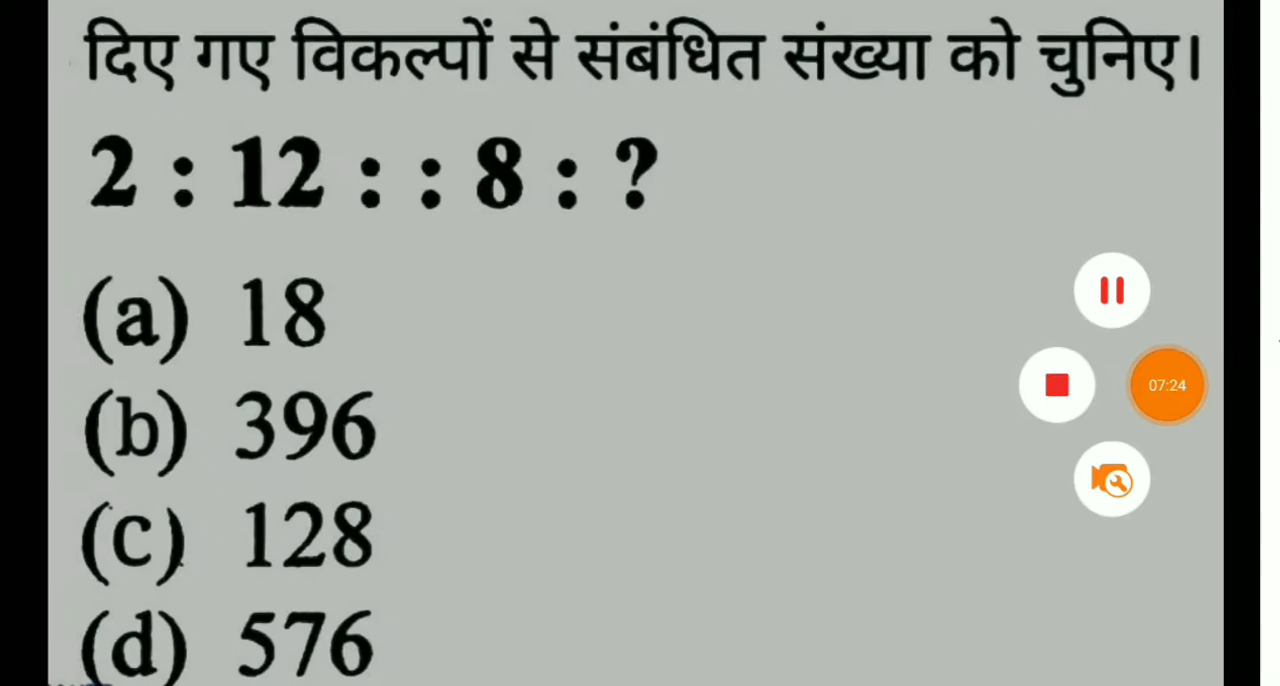 दिए गए विकल्पों से संबंधित संख्या को चुनिए।
2 : 12 : : 8 : ?
(a) 18
(b) 396
(c) 128
(d) 576
07:24